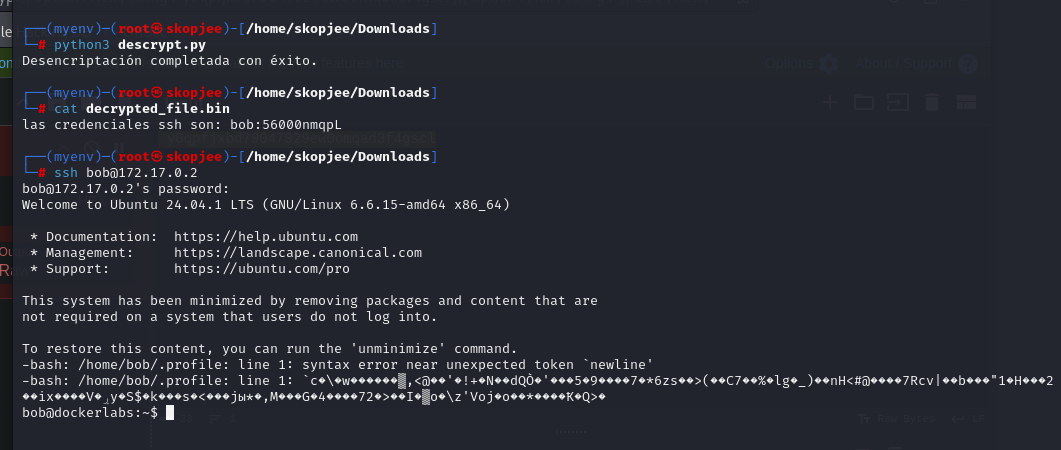 ┌──(myenv)─(root㉿skopjee)-[/home/skopjee/Downloads]
└─# python3 descrypt.py
Desencriptación completada con éxito.
┌──(myenv)─(root㉿skopjee)-[/home/skopjee/Downloads]
└─# cat decrypted_file.bin
las credenciales ssh son: bob:56000nmqpL
┌──(myenv)─(root㉿skopjee)-[/home/skopjee/Downloads]
└─# ssh bob@172.17.0.2
bob@172.17.0.2's password:
Welcome to Ubuntu 24.04.1 LTS (GNU/Linux 6.6.15-amd64 x86_64)
* Documentation:  https://help.ubuntu.com
* Management:     https://landscape.canonical.com
* Support:        https://ubuntu.com/pro
This system has been minimized by removing packages and content that are
not required on a system that users do not log into.
To restore this content, you can run the 'unminimize' command.
-bash: /home/bob/.profile: line 1: syntax error near unexpected token `newline'
-bash: /home/bob/.profile: line 1:
bob@dockerlabs:~$